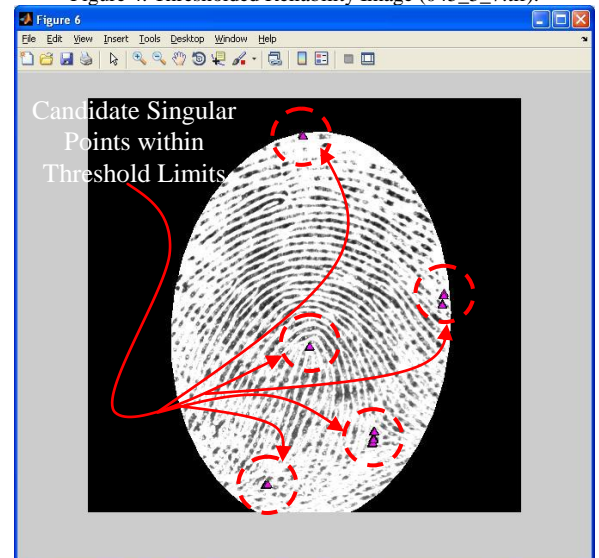 Figure 6
File Edit View Insert Tools Desktop Window Help
Candidate Singular
Points within
Threshold Limits